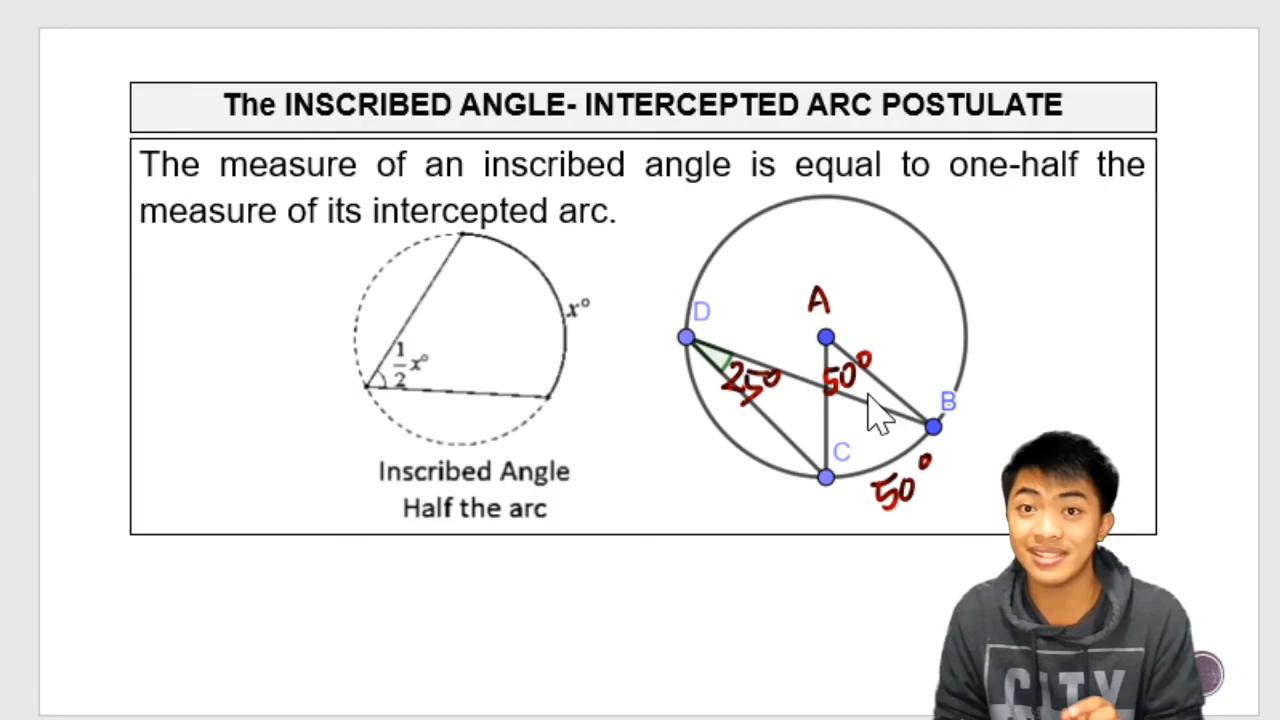 The INSCRIBED ANGLE- INTERCEPTED ARC POSTULATE
The measure of an inscribed angle is equal to one-half the
measure of its intercepted arc.
x°
1/2 x°
Inscribed Angle
Half the arc
D
A
25°
50°
B
C
50°
CITY